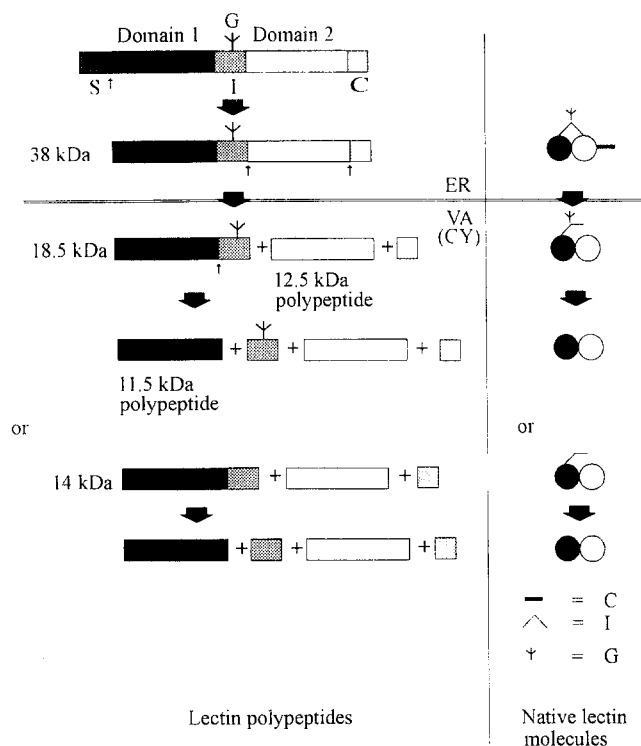 G
Domain 1 Domain 2
S I C
38 kDa
ER
VA
(CY)
18.5 kDa + +
12.5 kDa
polypeptide
+ + +
11.5 kDa
polypeptide
or or
14 kDa + +
+ + +
= C
= I
= G
Lectin polypeptides
Native lectin
molecules